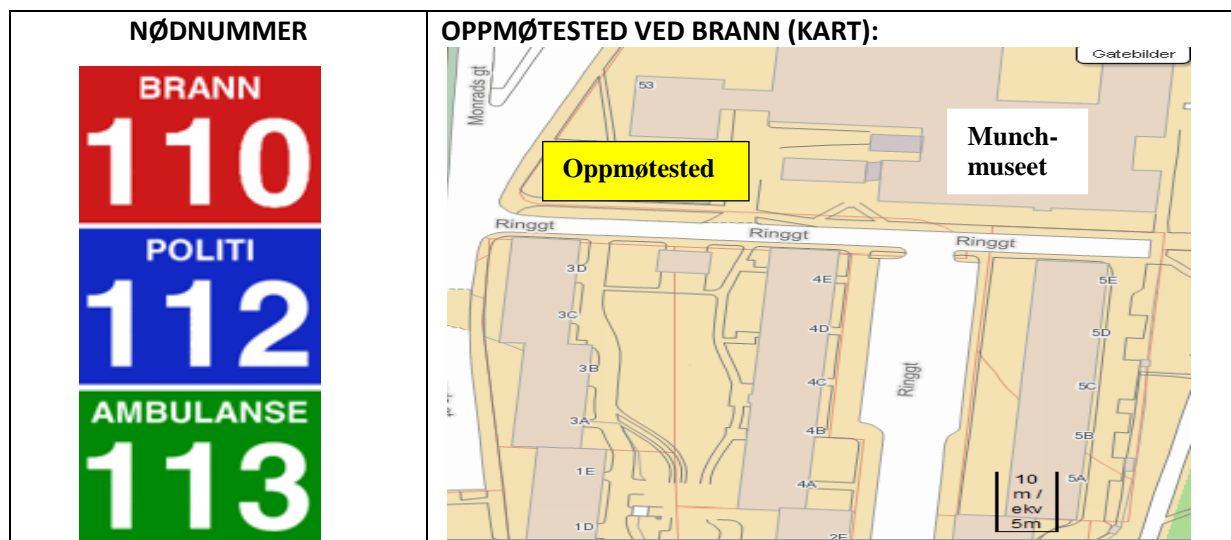 NØDNUMMER
BRANN
110
POLITI
112
AMBULANSE
113
OPPMØTESTED VED BRANN (KART):
Gatebilder
Monrads gt
53
Oppmøtested
Munch-
museet
Ringgt
Ringgt
Ringgt
3D
3C
3B
3A
1E
1D
4E
4D
4C
4B
4A
2E
Ringgt
5E
5D
5C
5B
5A
10
m /
ekv
5m